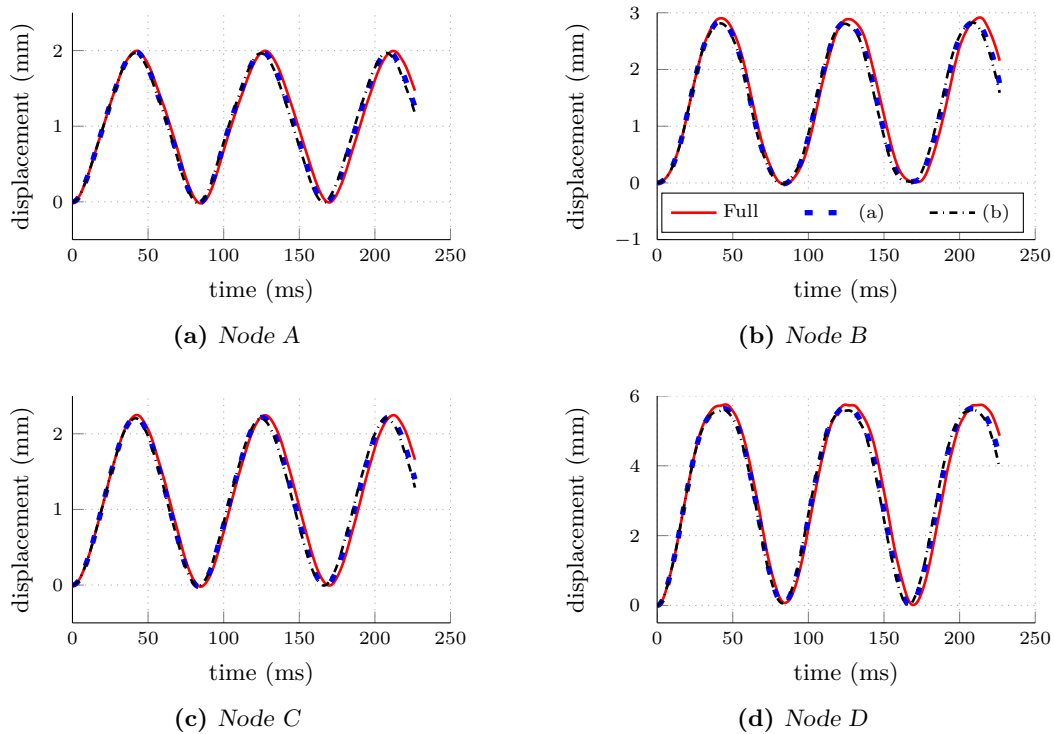 2
1
0
displacement (mm)
0 50 100 150 200 250
time (ms)
(a) Node A
3
2
1
0
−1
displacement (mm)
Full (a) (b)
0 50 100 150 200 250
time (ms)
(b) Node B
2
1
0
displacement (mm)
0 50 100 150 200 250
time (ms)
(c) Node C
6
4
2
0
displacement (mm)
0 50 100 150 200 250
time (ms)
(d) Node D